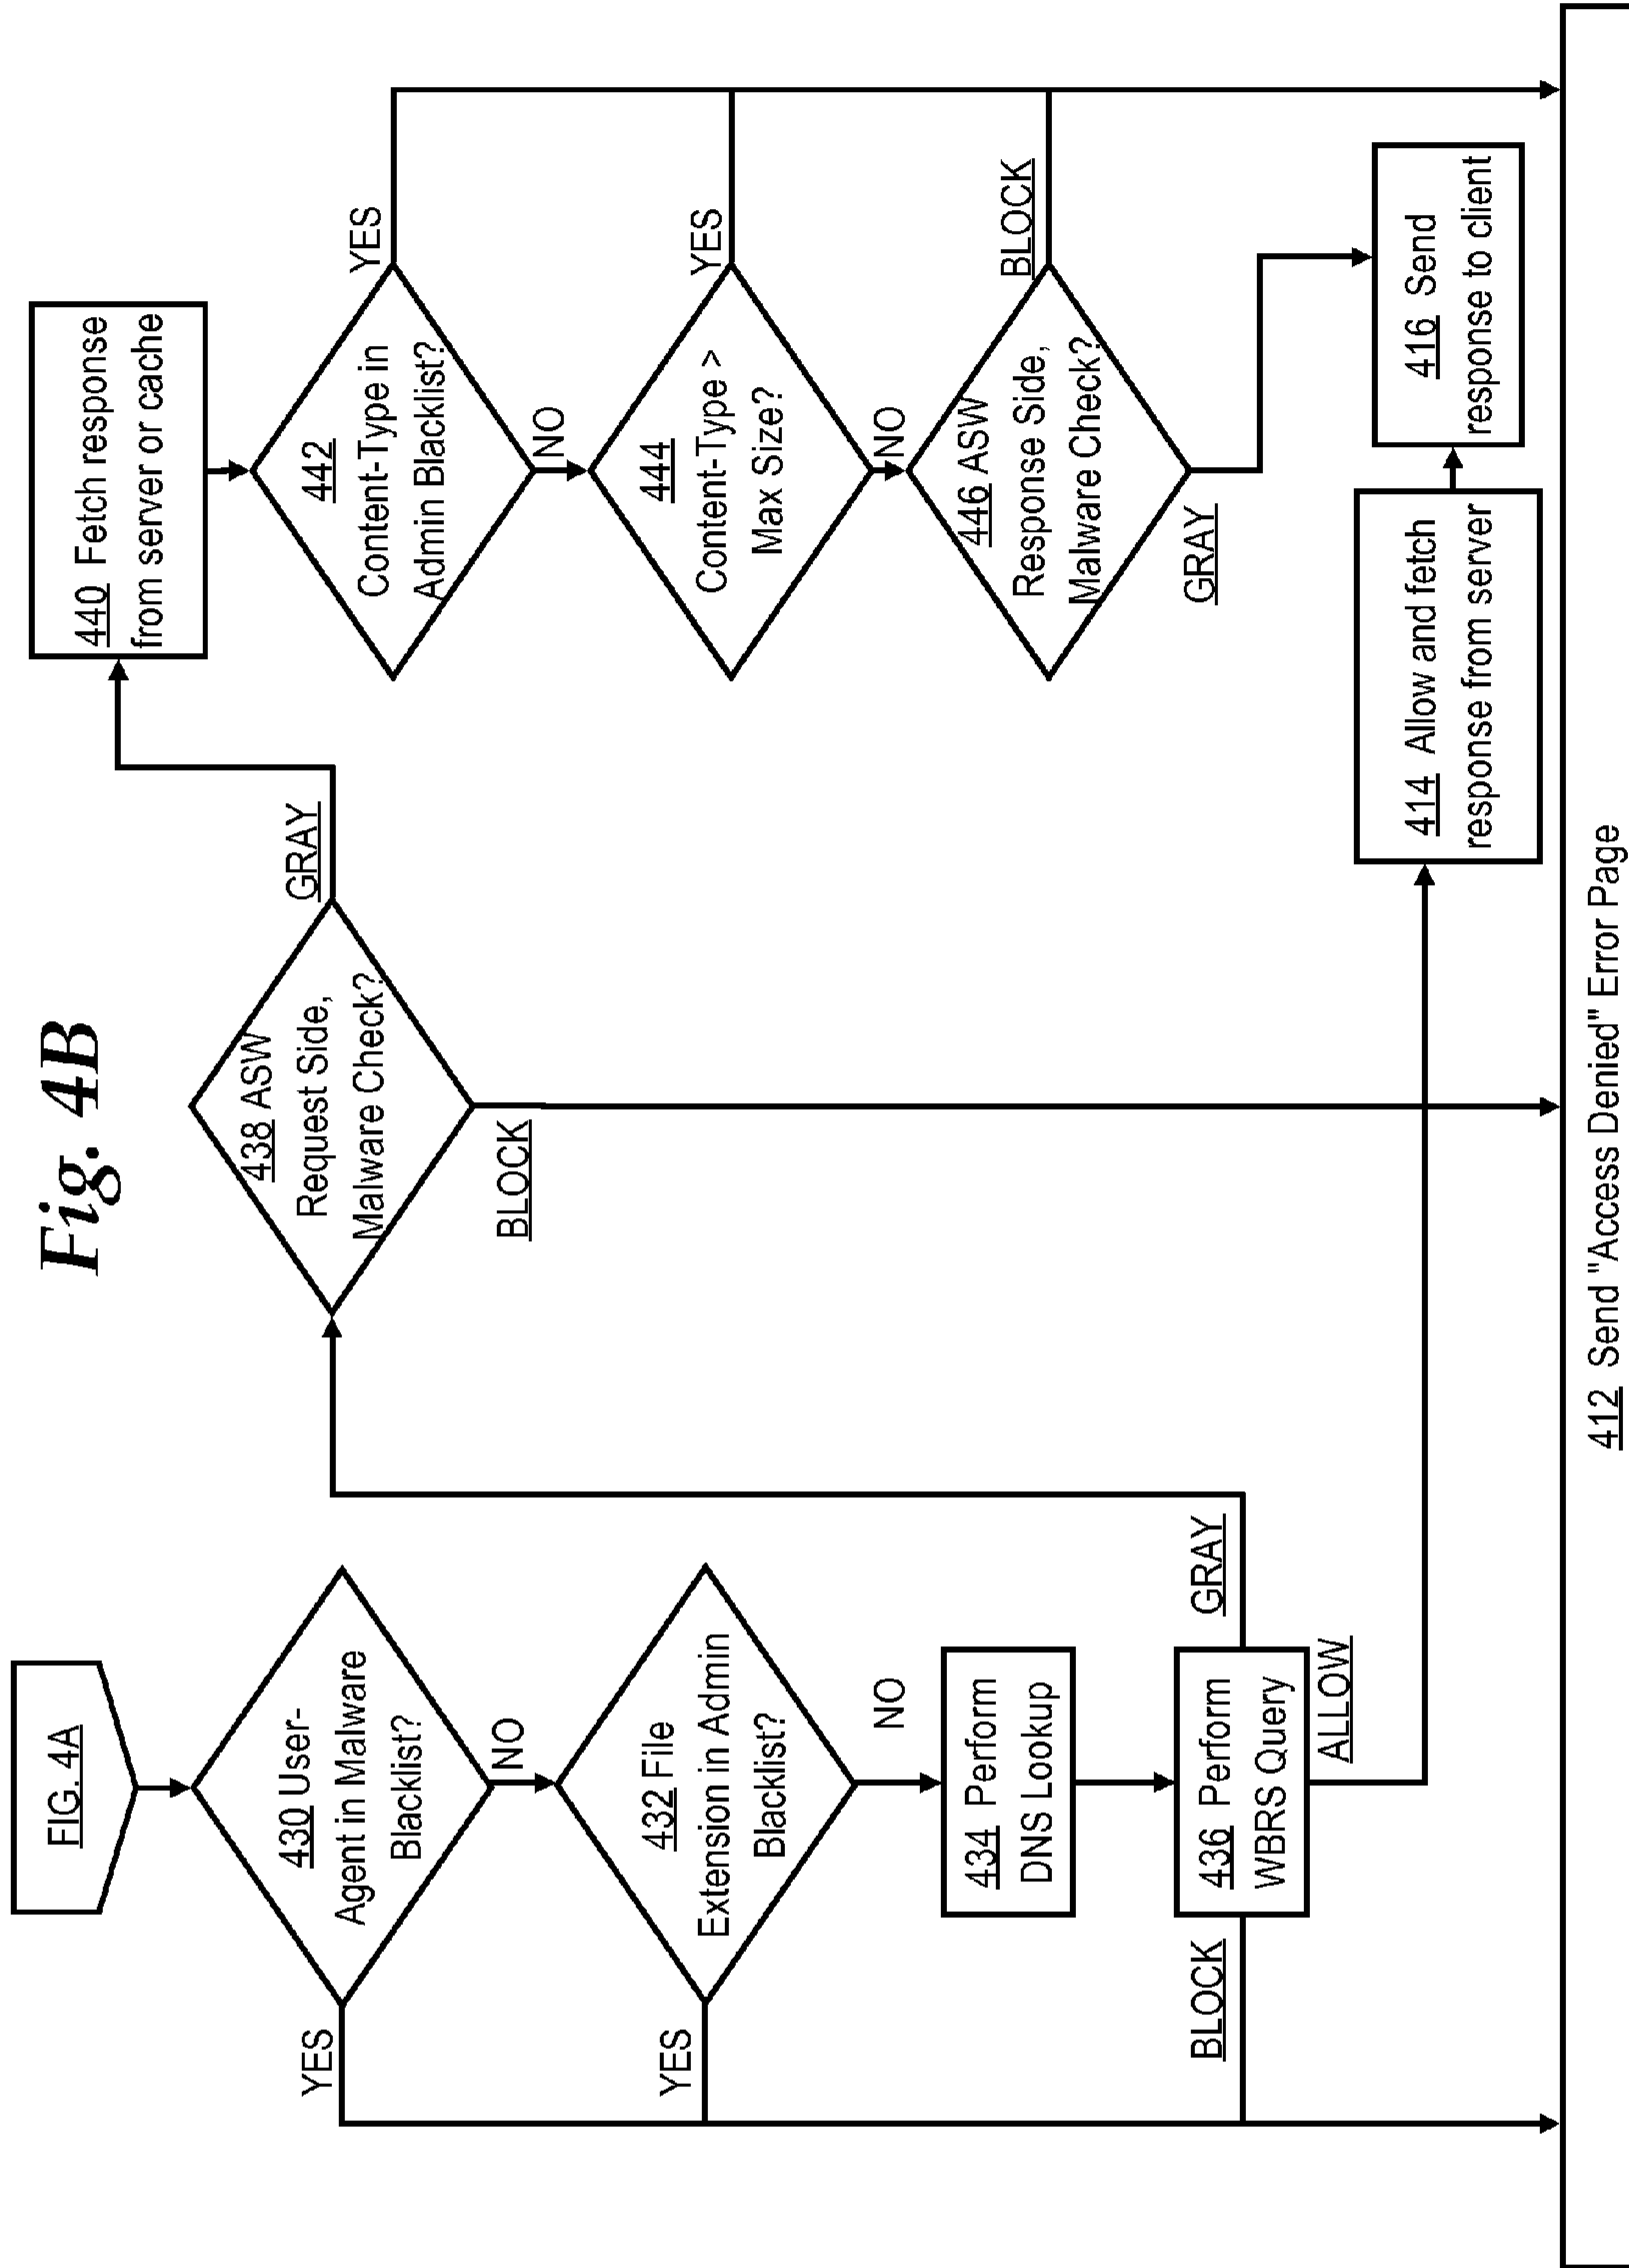 Fig. 4B
FIG. 4A
430 User-
Agent in Malware
Blacklist?
YES
NO
432 File
Extension in Admin
Blacklist?
YES
NO
434 Perform
DNS Lookup
436 Perform
WBRS Query
BLOCK
GRAY
ALLOW
438 ASW
Request Side,
Malware Check?
GRAY
BLOCK
440 Fetch response
from server or cache
442
Content-Type in
Admin Blacklist?
YES
NO
444
Content-Type >
Max Size?
YES
NO
446 ASW
Response Side,
Malware Check?
BLOCK
GRAY
414 Allow and fetch
response from server
416 Send
response to client
412 Send "Access Denied" Error Page